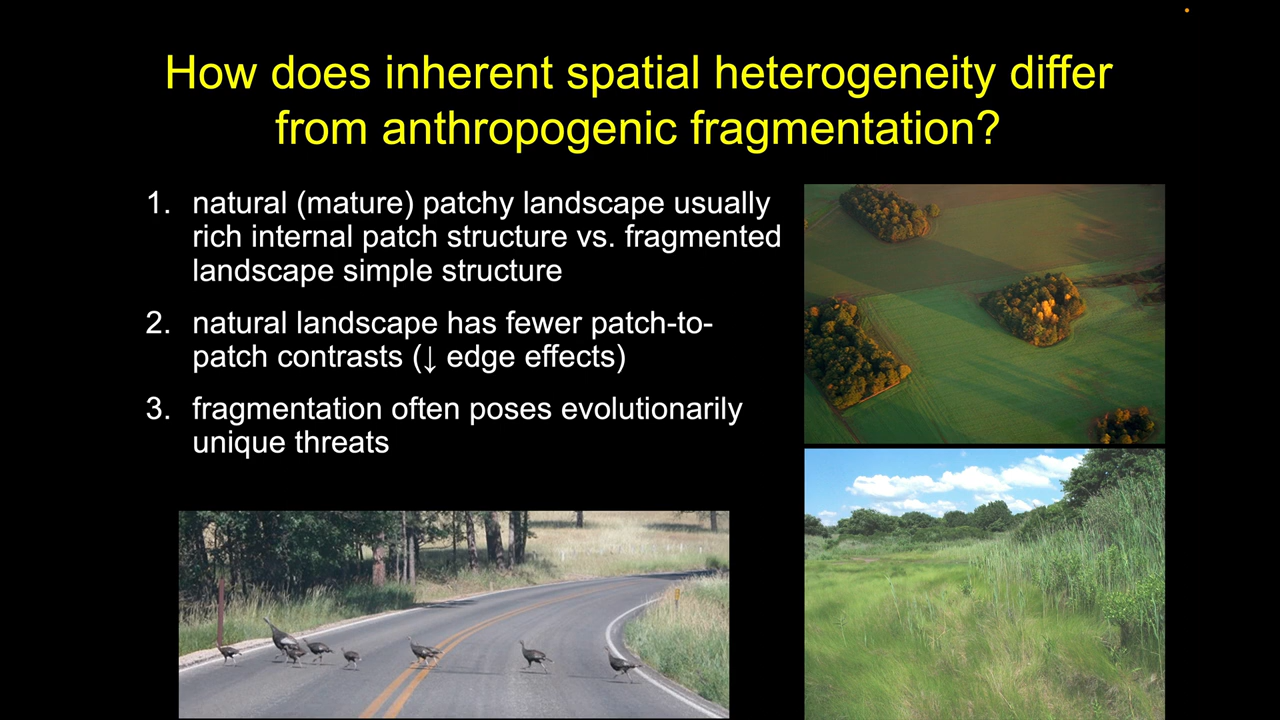 How does inherent spatial heterogeneity differ
from anthropogenic fragmentation?
1. natural (mature) patchy landscape usually
rich internal patch structure vs. fragmented
landscape simple structure
2. natural landscape has fewer patch-to-
patch contrasts (↓ edge effects)
3. fragmentation often poses evolutionarily
unique threats